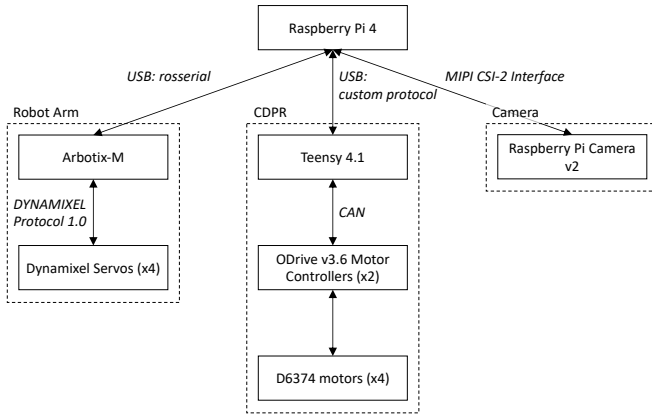 Raspberry Pi 4
USB: rosserial
USB:
custom protocol
MIPI CSI-2 Interface
Robot Arm
CDPR
Camera
Arbotix-M
Teensy 4.1
Raspberry Pi Camera
v2
DYNAMIXEL
Protocol 1.0
CAN
Dynamixel Servos (x4)
ODrive v3.6 Motor
Controllers (x2)
D6374 motors (x4)